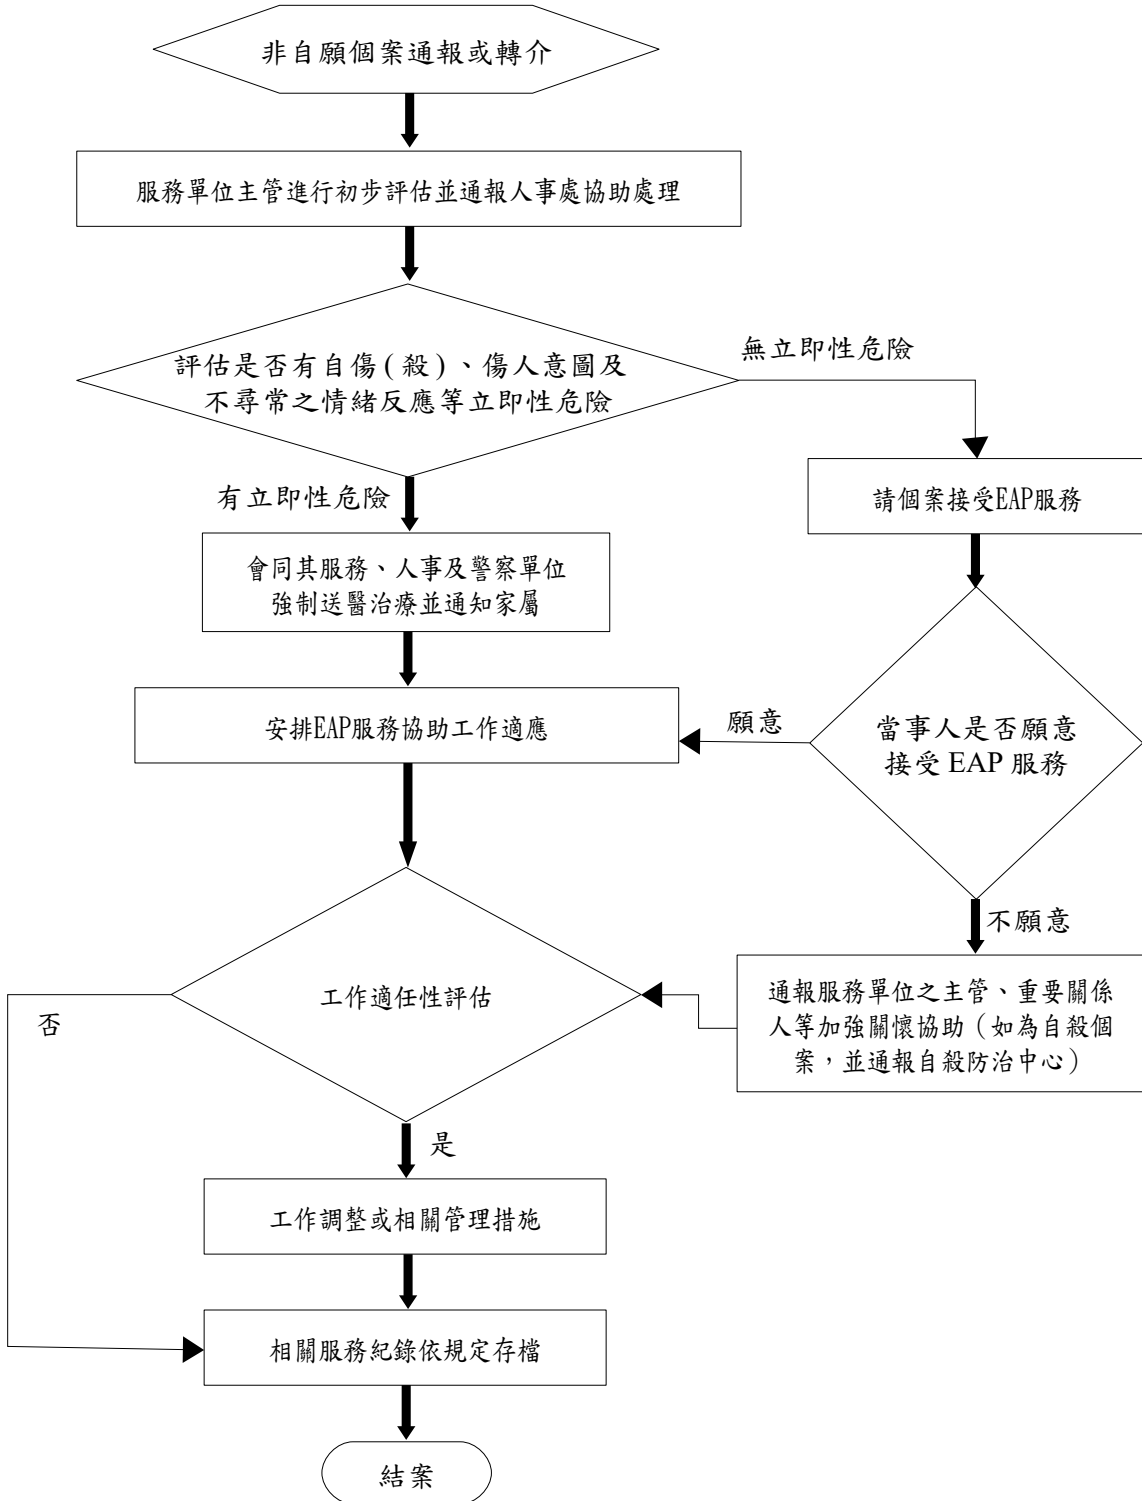 非自願個案通報或轉介
服務單位主管進行初步評估並通報人事處協助處理
評估是否有自傷(殺)、傷人意圖及
不尋常之情緒反應等立即性危險
無立即性危險
有立即性危險
請個案接受EAP服務
會同其服務、人事及警察單位
強制送醫治療並通知家屬
安排EAP服務協助工作適應
願意
當事人是否願意
接受 EAP 服務
不願意
通報服務單位之主管、重要關係
人等加強關懷協助（如為自殺個
案，並通報自殺防治中心）
工作適任性評估
否
是
工作調整或相關管理措施
相關服務紀錄依規定存檔
結案